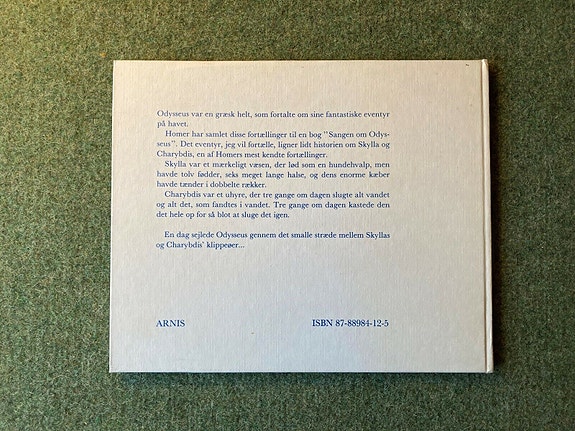 Odysseus var en græsk helt, som fortalte om sine fantastiske eventyr
på havet.
Homer har samlet disse fortællinger til en bog "Sangen om Odys-
seus". Det eventyr, jeg vil fortælle, ligner lidt historien om Skylla og
Charybdis, en af Homers mest kendte fortællinger.
Skylla var et mærkeligt væsen, der lød som en hundehvalp, men
havde tolv fødder, seks meget lange halse, og dens enorme kæber
havde tænder i dobbelte rækker.
Charybdis var et uhyre, der tre gange om dagen slugte alt vandet
og alt det, som fandtes i vandet. Tre gange om dagen kastede den
det hele op for så blot at sluge det igen.
En dag sejlede Odysseus gennem det smalle stræde mellem Skyllas
og Charybdis' klippeøer...
ARNIS ISBN 87-88984-12-5